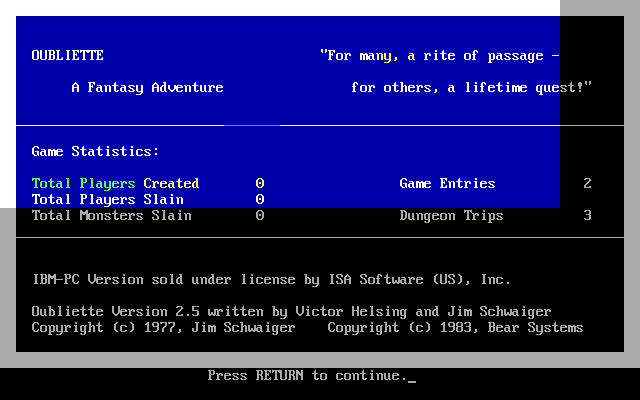 OUBLIETTE "For many, a rite of passage -
A Fantasy Adventure for others, a lifetime quest!"
Game Statistics:
Total Players Created 0 Game Entries 2
Total Players Slain 0
Total Monsters Slain 0 Dungeon Trips 3
IBM-PC Version sold under license by ISA Software (US), Inc.
Oubliette Version 2.5 written by Victor Helsing and Jim Schwaiger
Copyright (c) 1977, Jim Schwaiger Copyright (c) 1983, Bear Systems
Press RETURN to continue._